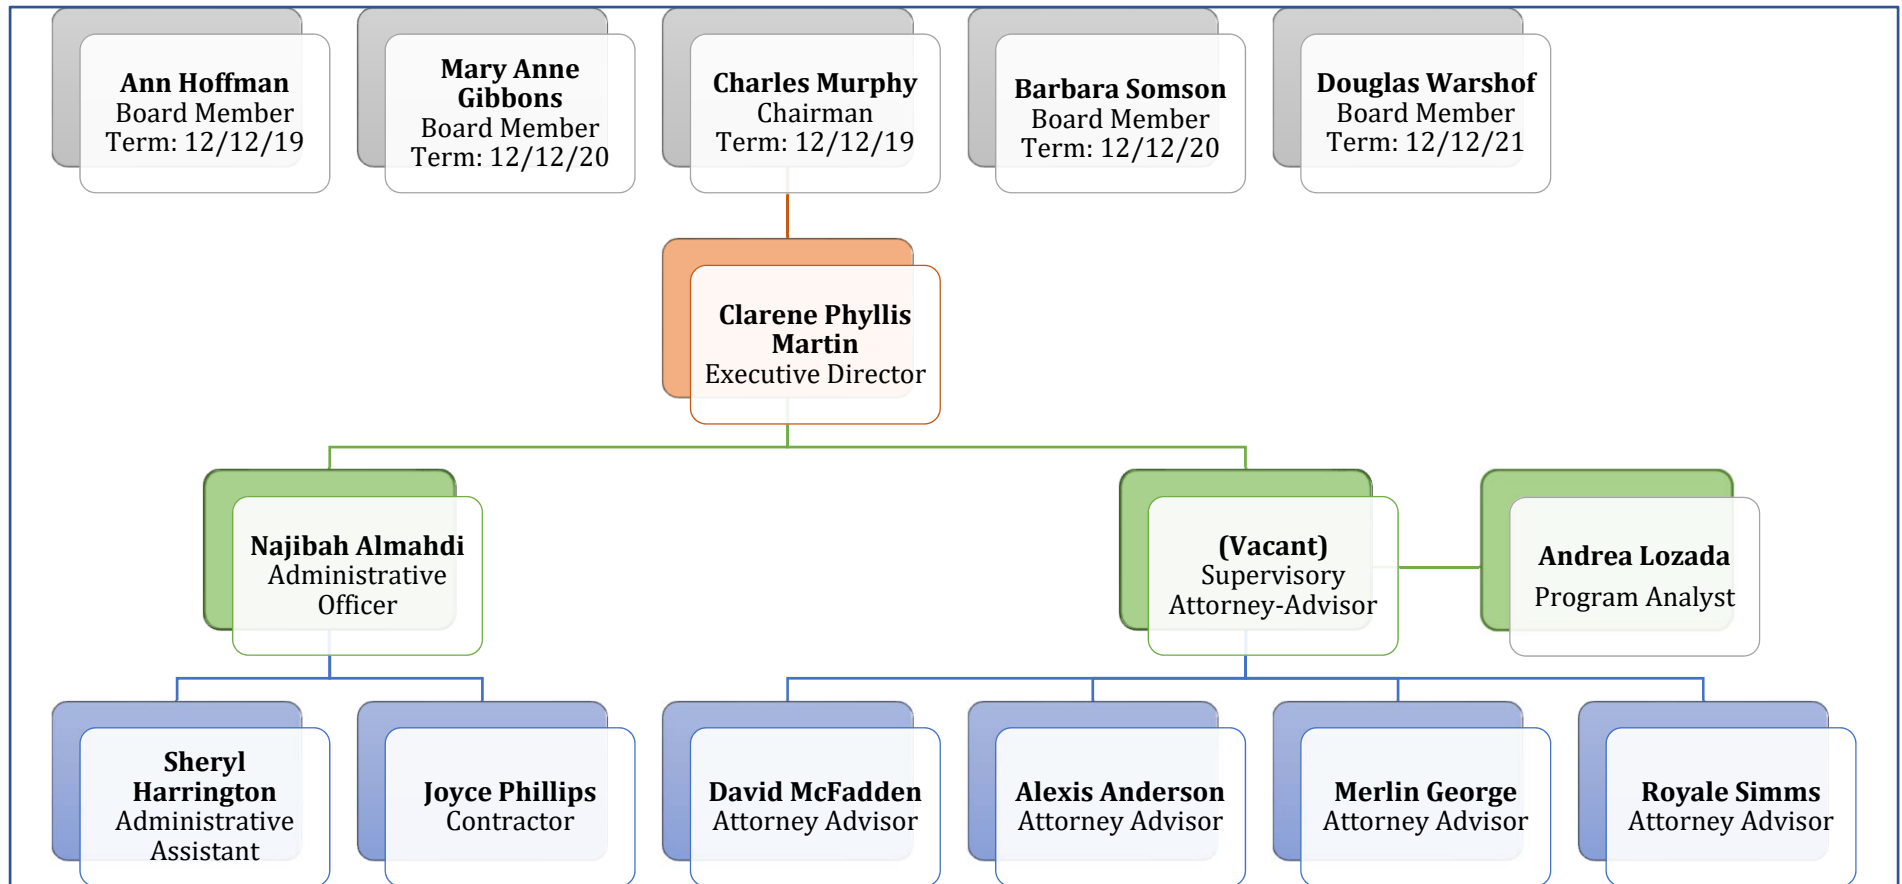 Ann Hoffman
Board Member
Term: 12/12/19
Mary Anne
Gibbons
Board Member
Term: 12/12/20
Charles Murphy
Chairman
Term: 12/12/19
Barbara Somson
Board Member
Term: 12/12/20
Douglas Warshof
Board Member
Term: 12/12/21
Clarene Phyllis
Martin
Executive Director
Najibah Almahdi
Administrative
Officer
(Vacant)
Supervisory
Attorney-Advisor
Andrea Lozada
Program Analyst
Sheryl
Harrington
Administrative
Assistant
Joyce Phillips
Contractor
David McFadden
Attorney Advisor
Alexis Anderson
Attorney Advisor
Merlin George
Attorney Advisor
Royale Simms
Attorney Advisor